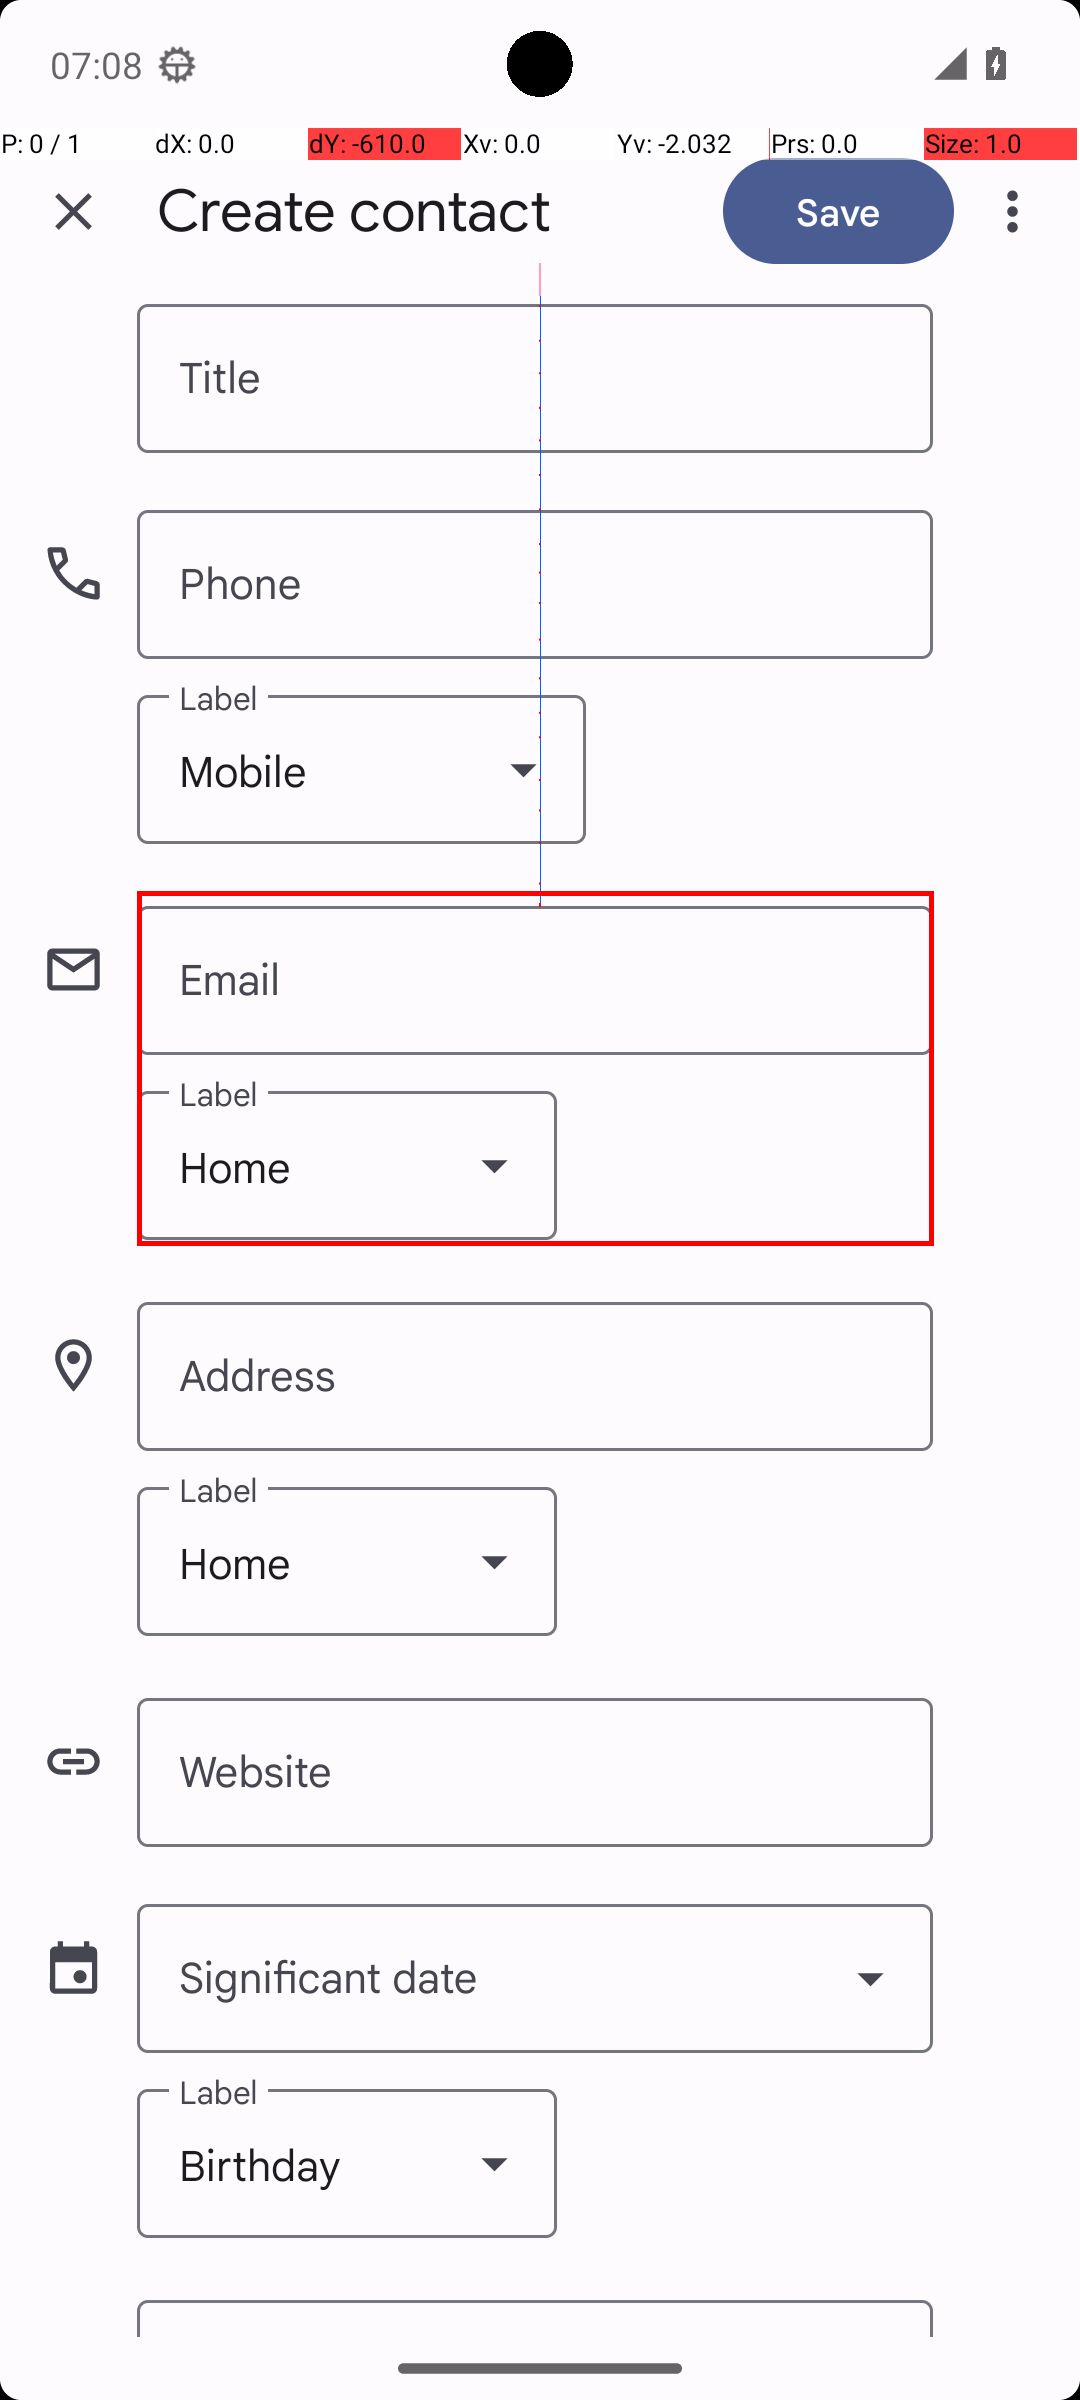 07:08
P: 0 / 1 dX: 0.0 dY: -610.0 Xv: 0.0 Yv: -2.032 Prs: 0.0 Size: 1.0
Create contact Save
Title
Phone
Label
Mobile
Email
Label
Home
Address
Label
Home
Website
Significant date
Label
Birthday